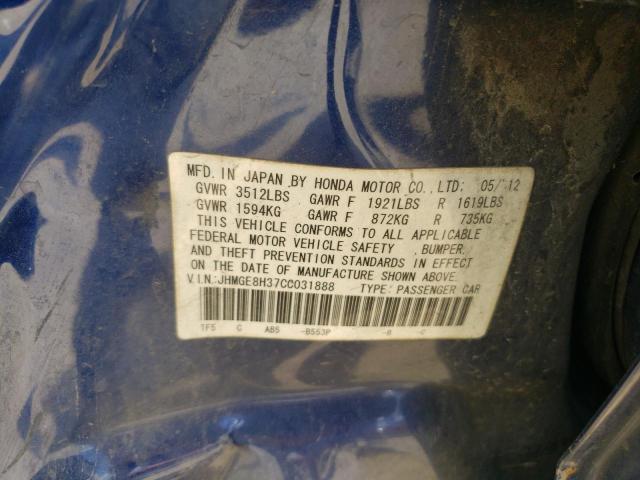 MFD. IN JAPAN BY HONDA MOTOR CO., LTD. 05/12
GVWR 3512LBS GAWR F 1921LBS R 1619LBS
GVWR 1594KG GAWR F 872KG R 735KG
THIS VEHICLE CONFORMS TO ALL APPLICABLE
FEDERAL MOTOR VEHICLE SAFETY , BUMPER,
AND THEFT PREVENTION STANDARDS IN EFFECT
ON THE DATE OF MANUFACTURE SHOWN ABOVE.
V.I.N.:JHMGE8H37CC031888 TYPE: PASSENGER CAR
TF5 C AB5 -B553P -B -C